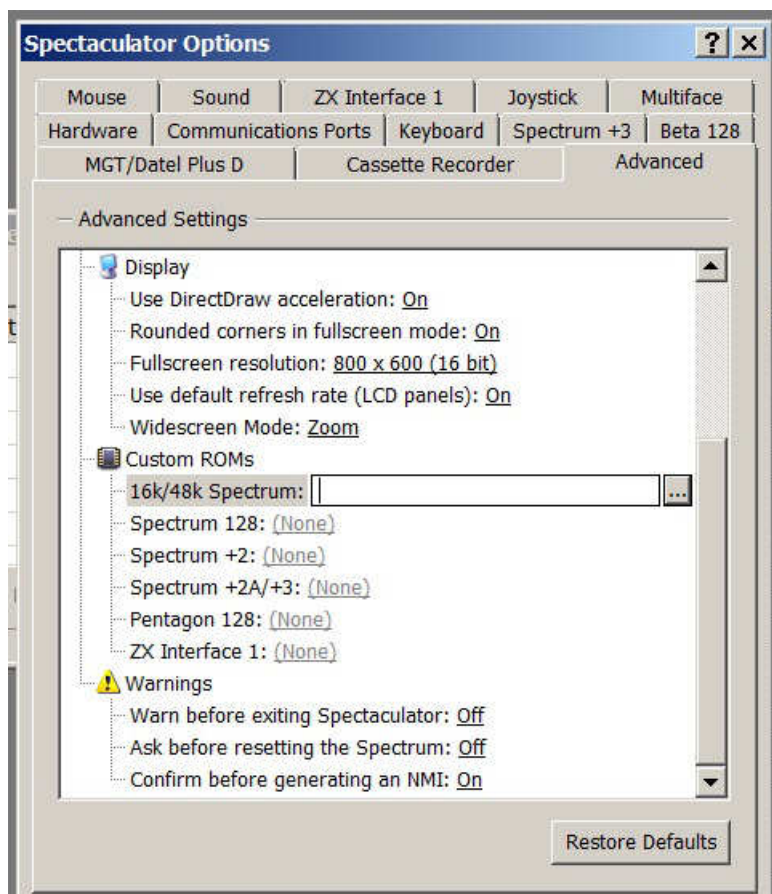 Spectaculator Options
Mouse Sound ZX Interface 1 Joystick Multiface
Hardware Communications Ports Keyboard Spectrum +3 Beta 128
MGT/Datel Plus D Cassette Recorder Advanced
Advanced Settings
Display
Use DirectDraw acceleration: On
Rounded corners in fullscreen mode: On
Fullscreen resolution: 800 x 600 (16 bit)
Use default refresh rate (LCD panels): On
Widescreen Mode: Zoom
Custom ROMs
16k/48k Spectrum: ...
Spectrum 128: (None)
Spectrum +2: (None)
Spectrum +2A/+3: (None)
Pentagon 128: (None)
ZX Interface 1: (None)
Warnings
Warn before exiting Spectaculator: Off
Ask before resetting the Spectrum: Off
Confirm before generating an NMI: On
Restore Defaults